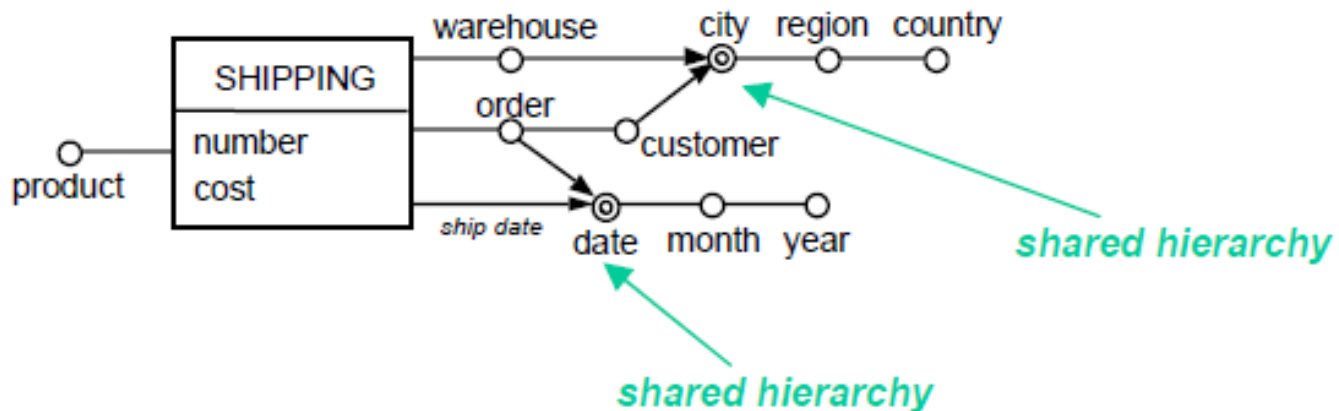 warehouse city region country
SHIPPING
order
number
customer
product
cost
ship date
date month year
shared hierarchy
shared hierarchy